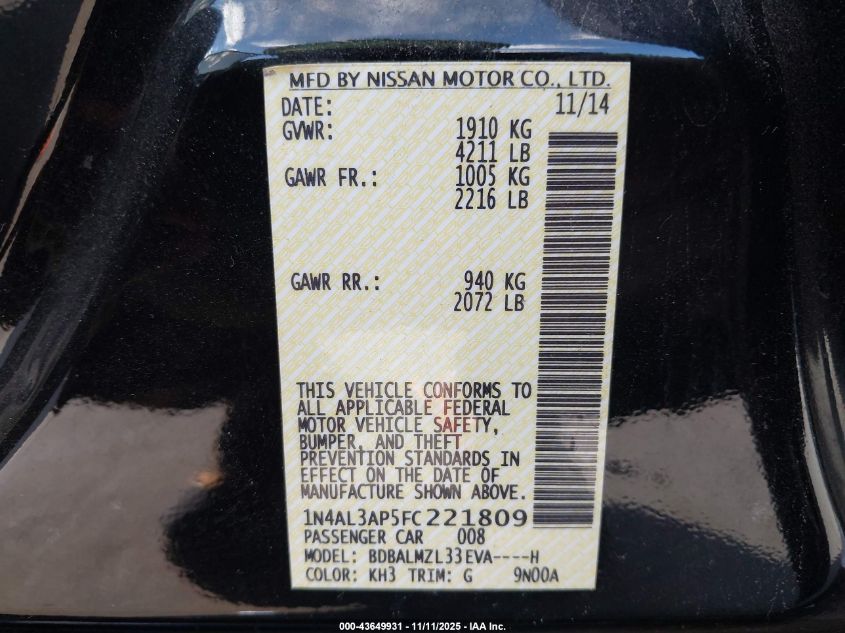 MFD BY NISSAN MOTOR CO., LTD.
DATE: 11/14
GVWR: 1910 KG
4211 LB
GAWR FR.: 1005 KG
2216 LB
GAWR RR.: 940 KG
2072 LB
THIS VEHICLE CONFORMS TO
ALL APPLICABLE FEDERAL
MOTOR VEHICLE SAFETY,
BUMPER, AND THEFT
PREVENTION STANDARDS IN
EFFECT ON THE DATE OF
MANUFACTURE SHOWN ABOVE.
1N4AL3AP5FC221809
PASSENGER CAR 008
MODEL: BDBALMZL33EVA----H
COLOR: KH3 TRIM: G 9N00A
000-43649931 - 11/11/2025 - IAA Inc.